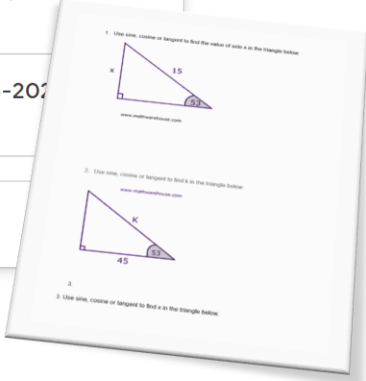 -202
1. Use sine, cosine or tangent to find the value of side x in the triangle below.
x
15
53
www.mathwarehouse.com
2. Use sine, cosine or tangent to find k in the triangle below.
www.mathwarehouse.com
K
53
45
3.
3. Use sine, cosine or tangent to find x in the triangle below.